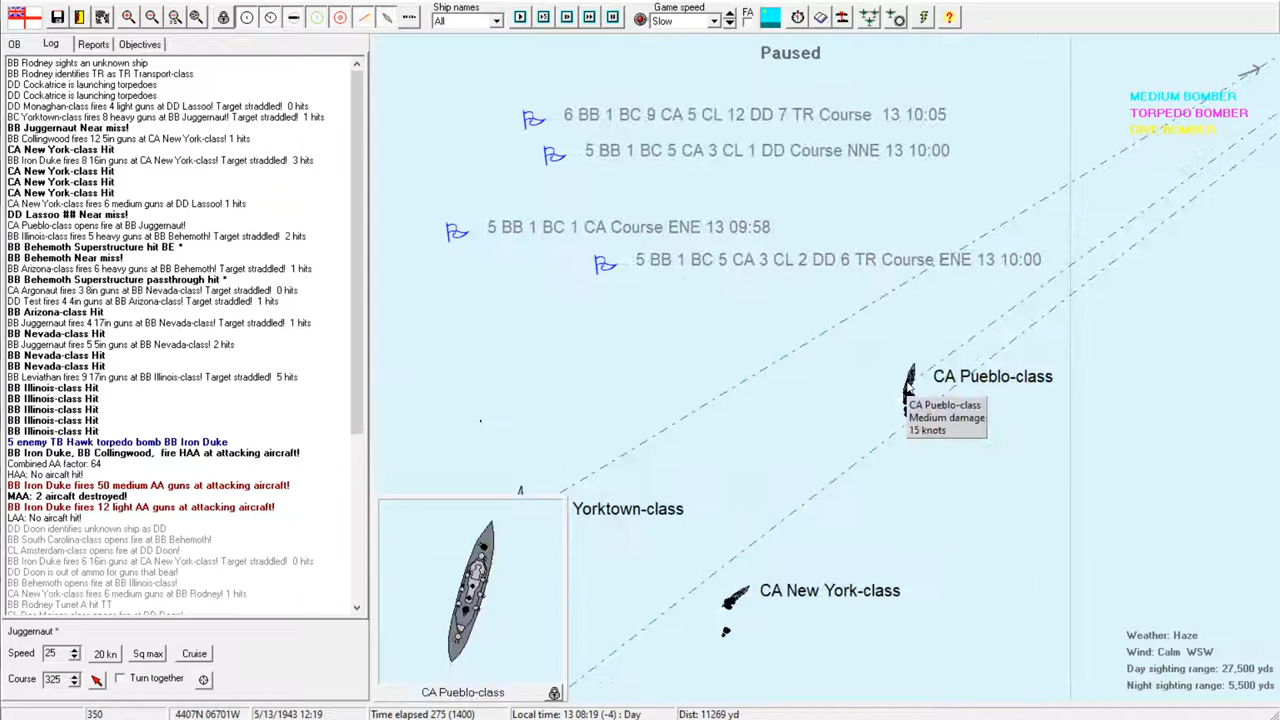 Ship names
All
Game speed
Slow
FA
OB Log Reports Objectives
BB Rodney sights an unknown ship
BB Rodney identifies TR as TR Transport-class
DD Cockatrice is launching torpedoes
DD Cockatrice is launching torpedoes
DD Monaghan-class fires 4 light guns at DD Lassoo! Target straddled! 0 hits
BC Yorktown-class fires 8 heavy guns at BB Juggernaut! Target straddled! 1 hits
BB Juggernaut Near miss!
BB Collingwood fires 12 5in guns at CA New York-class! 1 hits
CA New York-class Hit
BB Iron Duke fires 8 16in guns at CA New York-class! Target straddled! 3 hits
CA New York-class Hit
CA New York-class Hit
CA New York-class Hit
CA New York-class fires 6 medium guns at DD Lassoo! 1 hits
DD Lassoo ## Near miss!
CA Pueblo-class opens fire at BB Juggernaut!
BB Illinois-class fires 5 heavy guns at BB Behemoth! Target straddled! 2 hits
BB Behemoth Superstructure hit BE *
BB Behemoth Near miss!
BB Arizona-class fires 6 heavy guns at BB Behemoth! Target straddled! 1 hits
BB Behemoth Superstructure passthrough hit *
CA Argonaut fires 3 8in guns at BB Nevada-class! Target straddled! 0 hits
DD Test fires 4 4in guns at BB Arizona-class! Target straddled! 1 hits
BB Arizona-class Hit
BB Juggernaut fires 4 17in guns at BB Nevada-class! Target straddled! 1 hits
BB Nevada-class Hit
BB Juggernaut fires 5 5in guns at BB Nevada-class! 2 hits
BB Nevada-class Hit
BB Nevada-class Hit
BB Leviathan fires 9 17in guns at BB Illinois-class! Target straddled! 5 hits
BB Illinois-class Hit
BB Illinois-class Hit
BB Illinois-class Hit
BB Illinois-class Hit
BB Illinois-class Hit
5 enemy TB Hawk torpedo bomb BB Iron Duke
BB Iron Duke, BB Collingwood, fire HAA at attacking aircraft!
Combined AA factor: 64
HAA: No aircaft hit!
BB Iron Duke fires 50 medium AA guns at attacking aircraft!
MAA: 2 aircaft destroyed!
BB Iron Duke fires 12 light AA guns at attacking aircraft!
LAA: No aircaft hit!
DD Doon identifies unknown ship as DD
BB South Carolina-class opens fire at BB Behemoth!
CL Amsterdam-class opens fire at DD Doon!
BB Iron Duke fires 6 16in guns at CA New York-class! Target straddled! 0 hits
DD Doon is out of ammo for guns that bear!
BB Behemoth opens fire at BB Illinois-class!
CA New York-class fires 6 medium guns at BB Rodney! 1 hits
BB Rodney Turret A hit TT
Juggernaut *
Speed 25 20 kn Sq max Cruise
Course 325 Turn together
Paused
6 BB 1 BC 9 CA 5 CL 12 DD 7 TR Course 13 10:05
5 BB 1 BC 5 CA 3 CL 1 DD Course NNE 13 10:00
5 BB 1 BC 1 CA Course ENE 13 09:58
5 BB 1 BC 5 CA 3 CL 2 DD 6 TR Course ENE 13 10:00
MEDIUM BOMBER
TORPEDO BOMBER
DIVE BOMBER
CA Pueblo-class
CA Pueblo-class
Medium damage
15 knots
Yorktown-class
CA New York-class
CA Pueblo-class
Weather: Haze
Wind: Calm WSW
Day sighting range: 27,500 yds
Night sighting range: 5,500 yds
350 4407N 06701W 5/13/1943 12:19 Time elapsed 275 (1400) Local time: 13 08:19 (-4) : Day Dist: 11269 yd